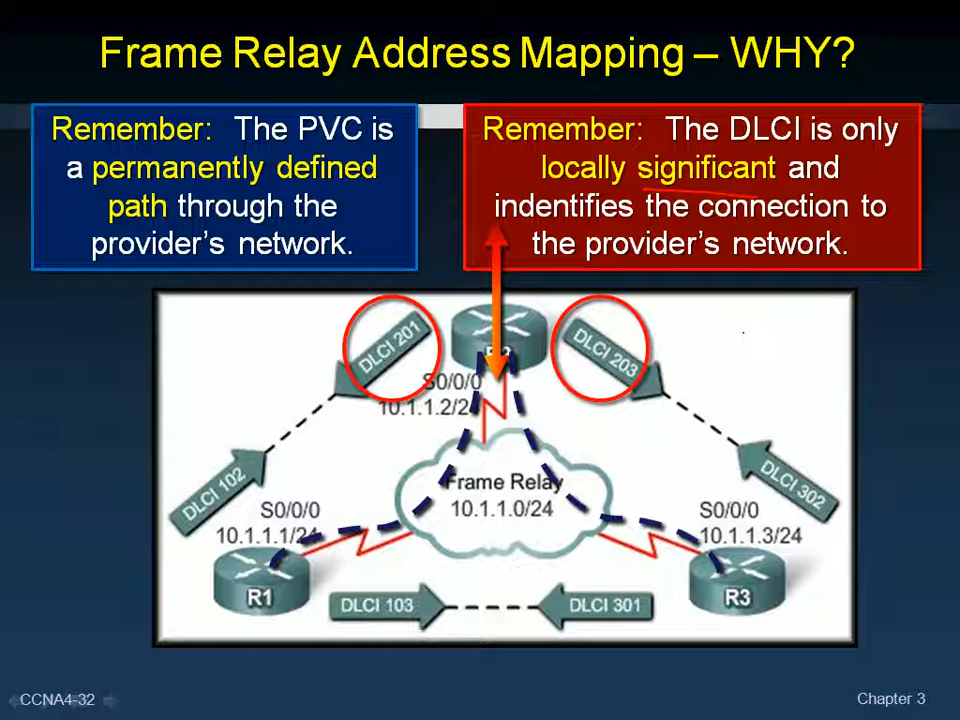 Frame Relay Address Mapping – WHY?
Remember: The PVC is
a permanently defined
path through the
provider's network.
Remember: The DLCI is only
locally significant and
indentifies the connection to
the provider's network.
DLCI 201
DLCI 203
S0/0/0
10.1.1.2/2
DLCI 102
DLCI 302
Frame Relay
10.1.1.0/24
S0/0/0
10.1.1.1/24
S0/0/0
10.1.1.3/24
R1
R3
DLCI 103
DLCI 301
CCNA4-32
Chapter 3